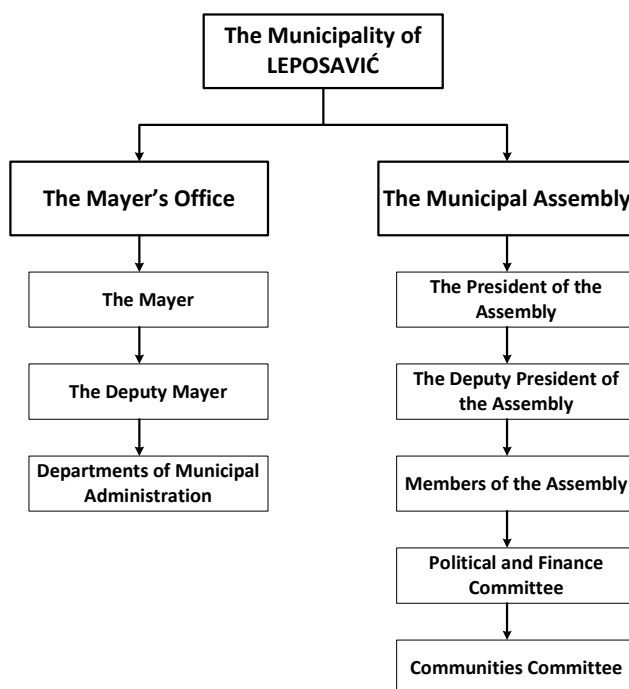 The Municipality of
LEPOSAVIĆ
The Mayer's Office
The Mayer
The Deputy Mayer
Departments of Municipal
Administration
The Municipal Assembly
The President of the
Assembly
The Deputy President of
the Assembly
Members of the Assembly
Political and Finance
Committee
Communities Committee